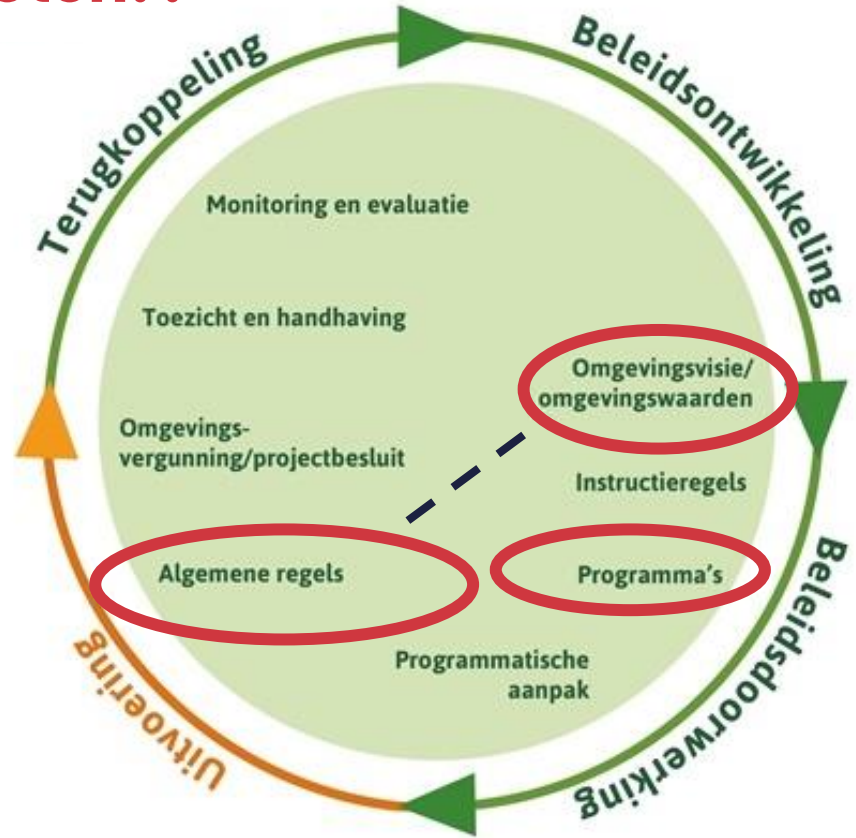 Terugkoppeling
Beleidsontwikkeling
Monitoring en evaluatie
Toezicht en handhaving
Omgevingsvisie/
omgevingswaarden
Omgevings-
vergunning/projectbesluit
Instructieregels
Algemene regels
Programma's
Programmatische
aanpak
Beleidsdoorwerking
Uitvoering